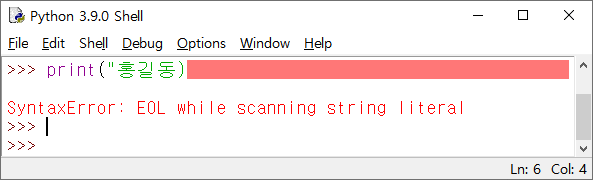 Python 3.9.0 Shell
File Edit Shell Debug Options Window Help
>>> print("홍길동)
SyntaxError: EOL while scanning string literal
>>>
>>>
Ln: 6 Col: 4